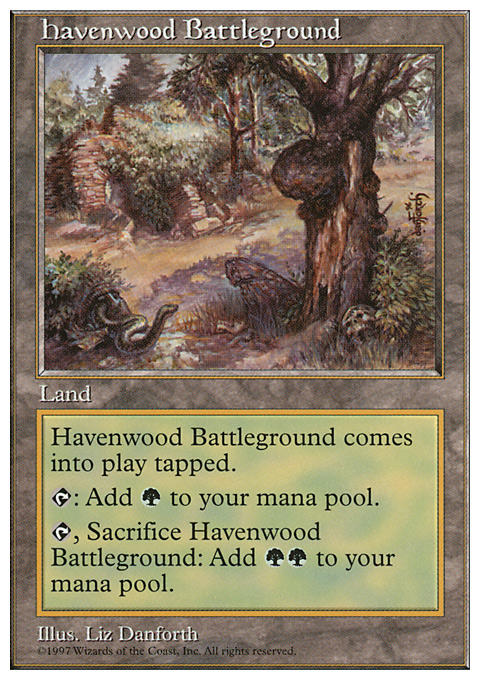 Havenwood Battleground
Land
Havenwood Battleground comes
into play tapped.
: Add to your mana pool.
, Sacrifice Havenwood
Battleground: Add to your
mana pool.
Illus. Liz Danforth
©1997 Wizards of the Coast, Inc. All rights reserved.